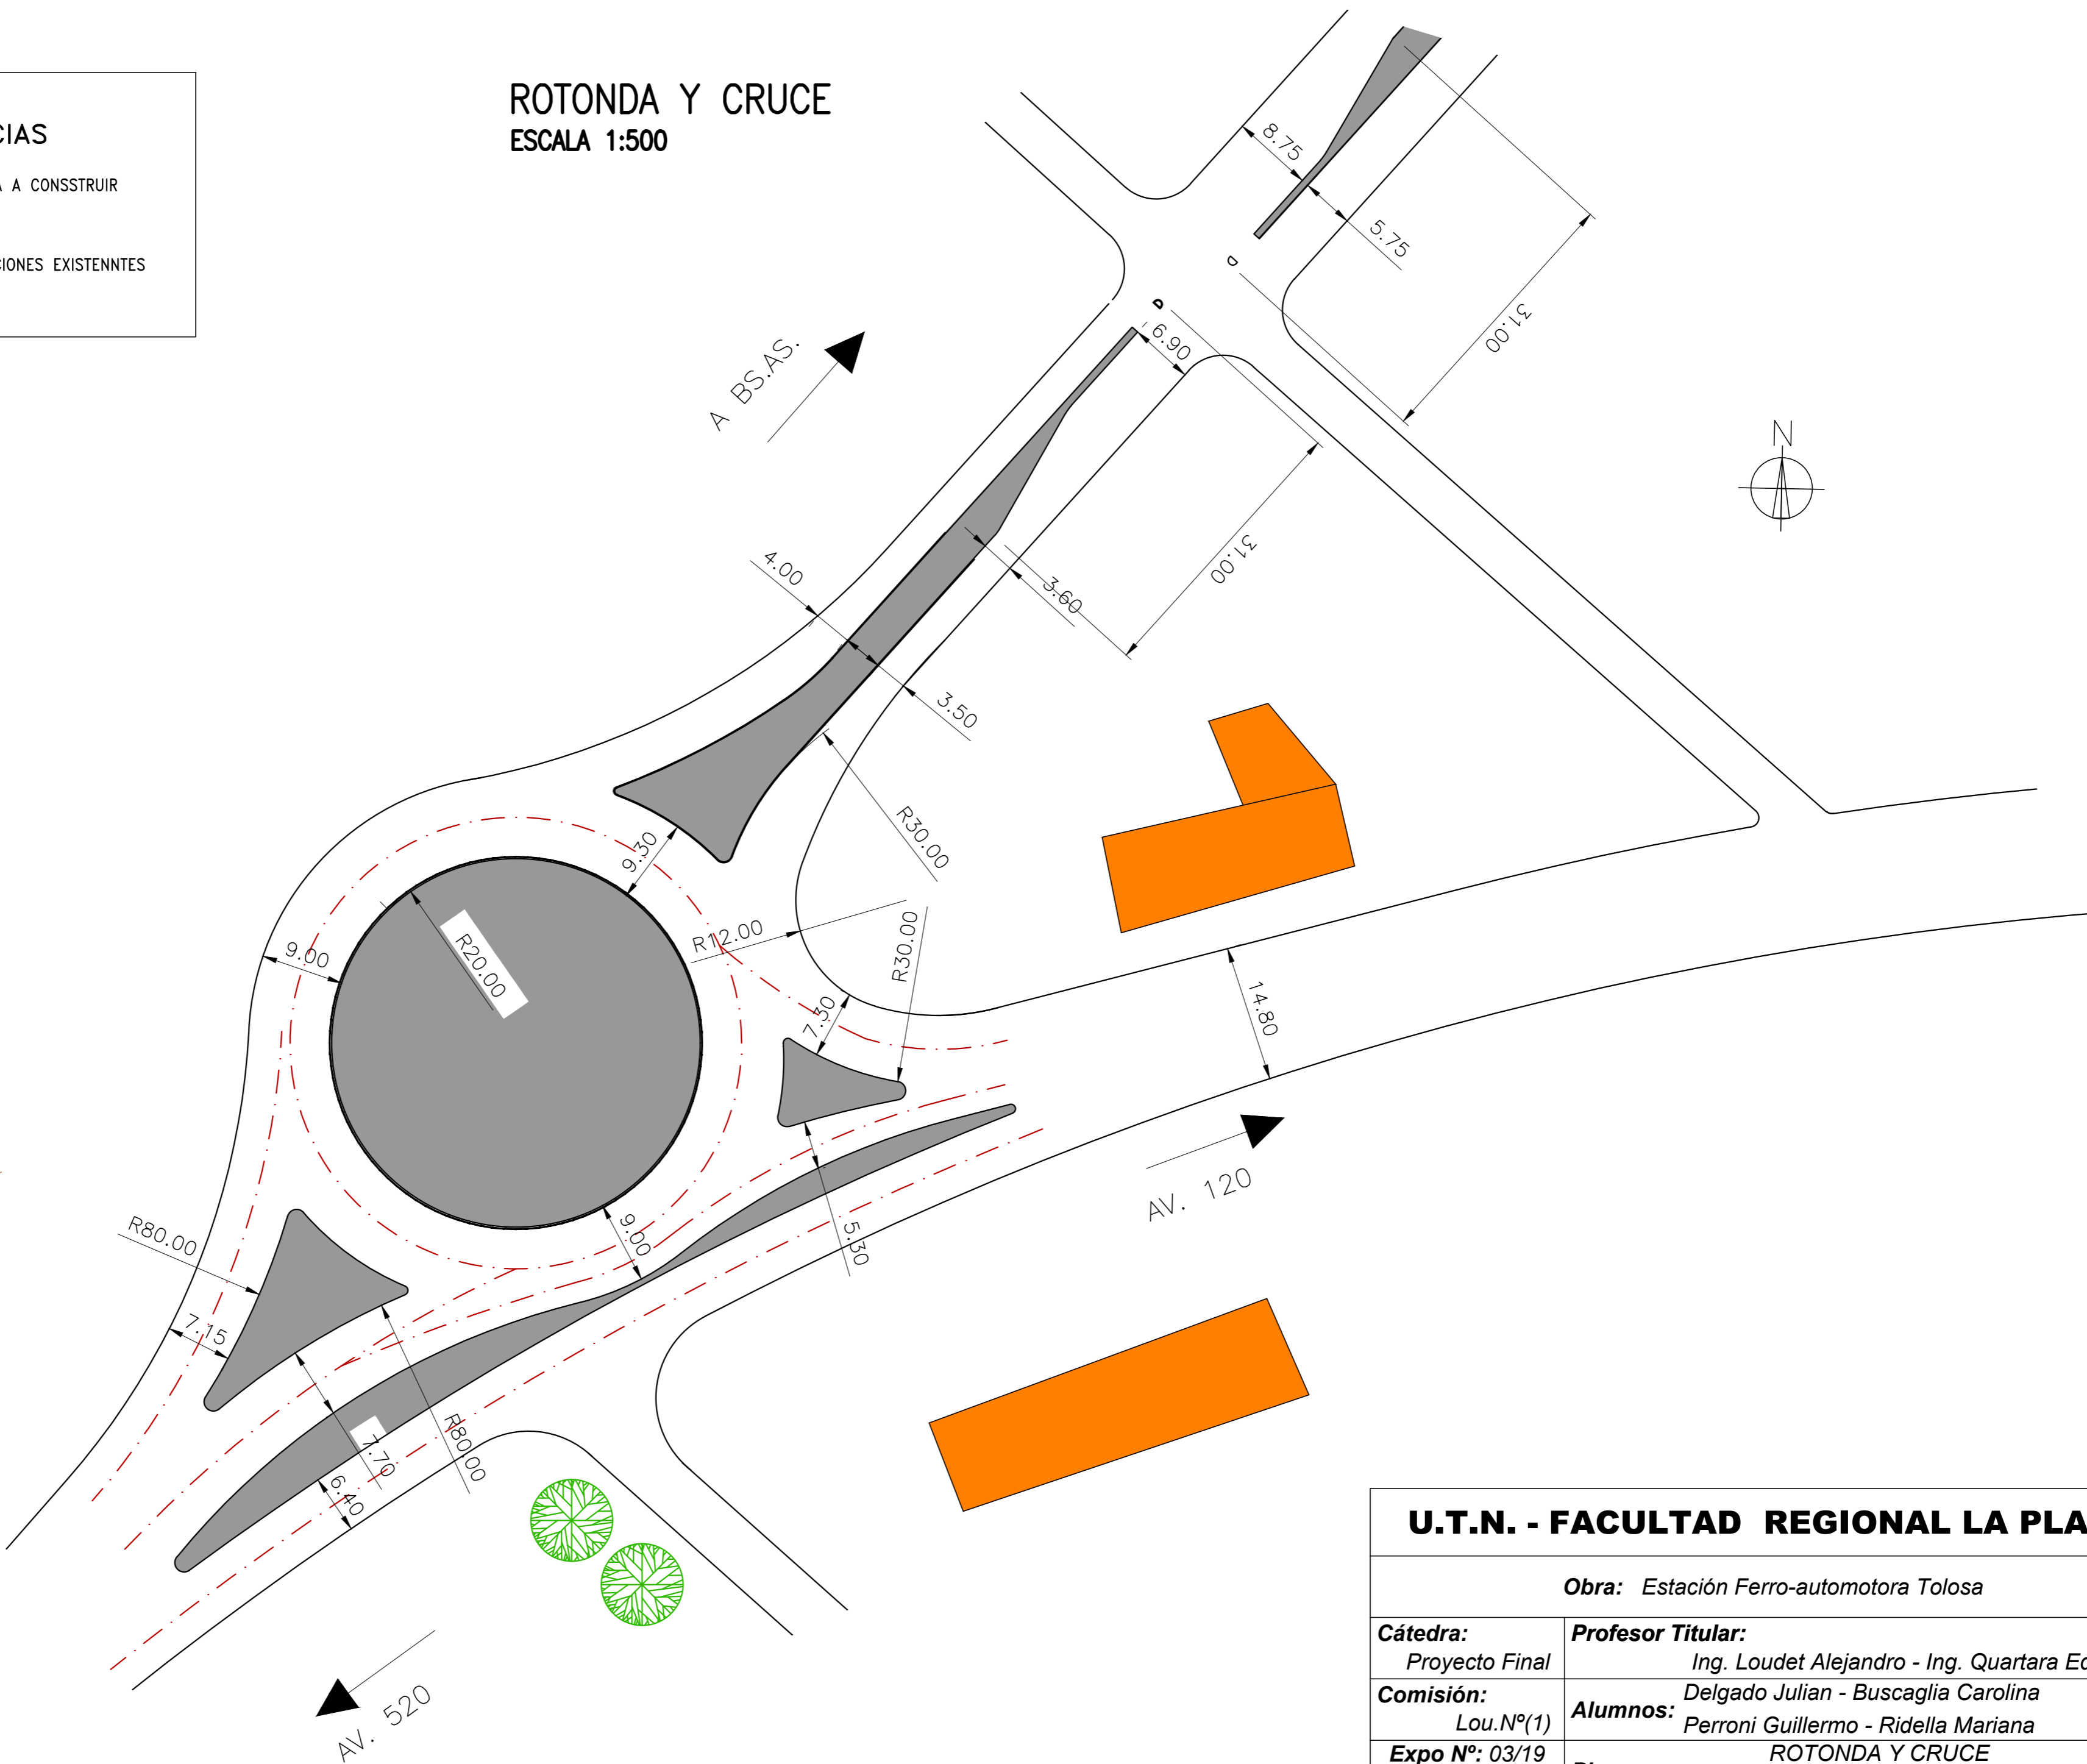 CIAS
A A CONSSTRUIR
CIONES EXISTENNTES
ROTONDA Y CRUCE
ESCALA 1:500
8.75
5.75
31.00
6.90
A BS.AS.
N
31.00
4.00
3.60
3.50
R30.00
9.30
R12.00
R30.00
9.00
R20.00
7.30
14.80
AV. 120
R80.00
9.00
5.30
7.15
R80.00
7.70
6.40
AV. 520
U.T.N. - FACULTAD REGIONAL LA PLA
Obra: Estación Ferro-automotora Tolosa
Cátedra:
Proyecto Final
Profesor Titular:
Ing. Loudet Alejandro - Ing. Quartara Ed
Comisión:
Lou.Nº(1)
Alumnos:
Delgado Julian - Buscaglia Carolina
Perroni Guillermo - Ridella Mariana
Expo Nº: 03/19
ROTONDA Y CRUCE